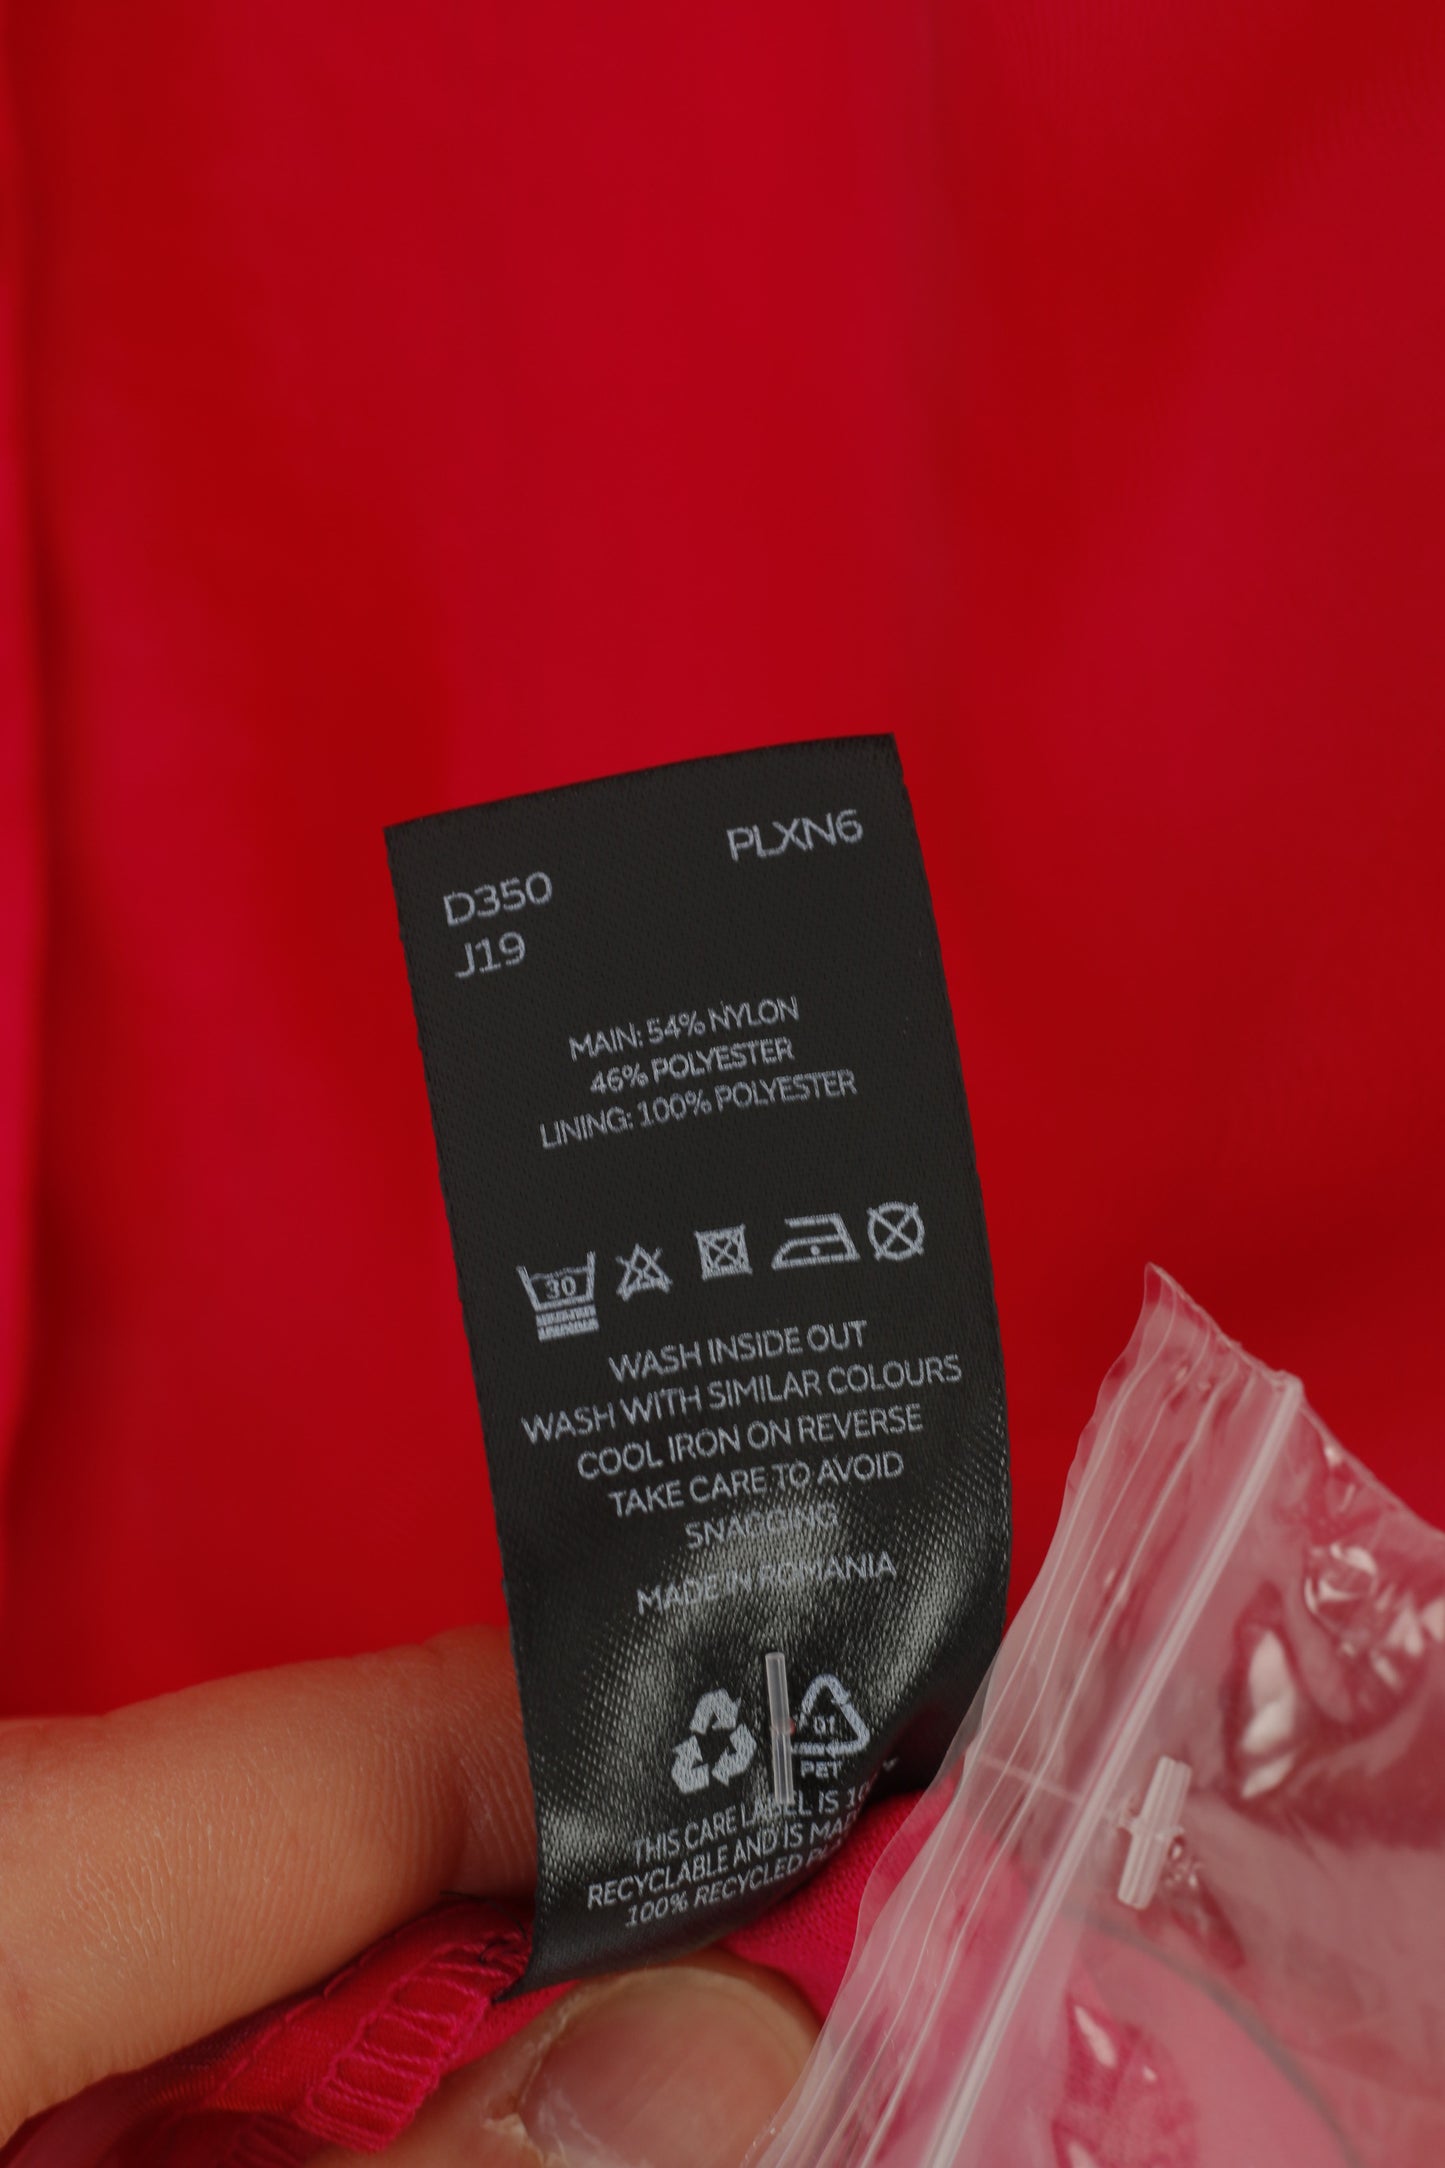 PLXN6
D350
J19
MAIN: 54% NYLON
46% POLYESTER
LINING: 100% POLYESTER
30
WASH INSIDE OUT
WASH WITH SIMILAR COLOURS
COOL IRON ON REVERSE
TAKE CARE TO AVOID
SNAGGING
MADE IN ROMANIA
01
PET
THIS CARE LABEL IS
RECYCLABLE AND IS
100% RECYCLED